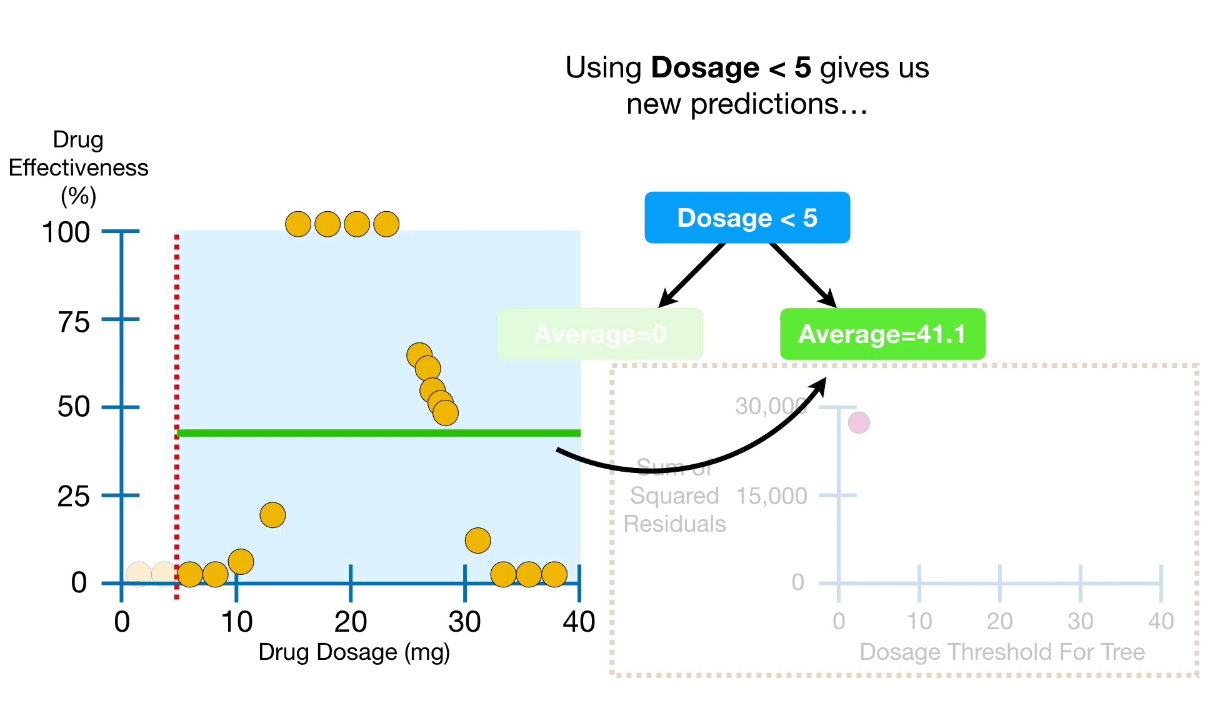 Using Dosage < 5 gives us
new predictions…
Drug
Effectiveness
(%)
100
75
50
25
0
0 10 20 30 40
Drug Dosage (mg)
Dosage < 5
Average=0
Average=41.1
30,000
15,000
0
Sum of
Squared
Residuals
0 10 20 30 40
Dosage Threshold For Tree